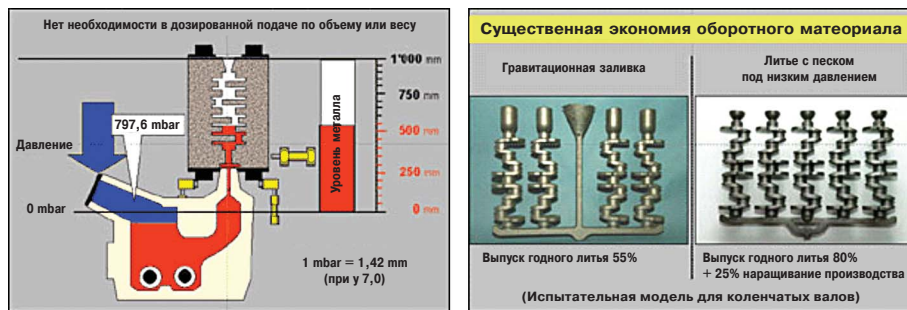 Нет необходимости в дозированной подаче по объему или весу
1'000 mm
750 mm
797,6 mbar
500 mm
Давление
Уровень металла
250 mm
0 mbar
0 mm
1 mbar = 1,42 mm
(при y 7,0)
Существенная экономия оборотного матеориала
Гравитационная заливка
Литье с песком
под низким давлением
Выпуск годного литья 55%
Выпуск годного литья 80%
+ 25% наращивание производства
(Испытательная модель для коленчатых валов)